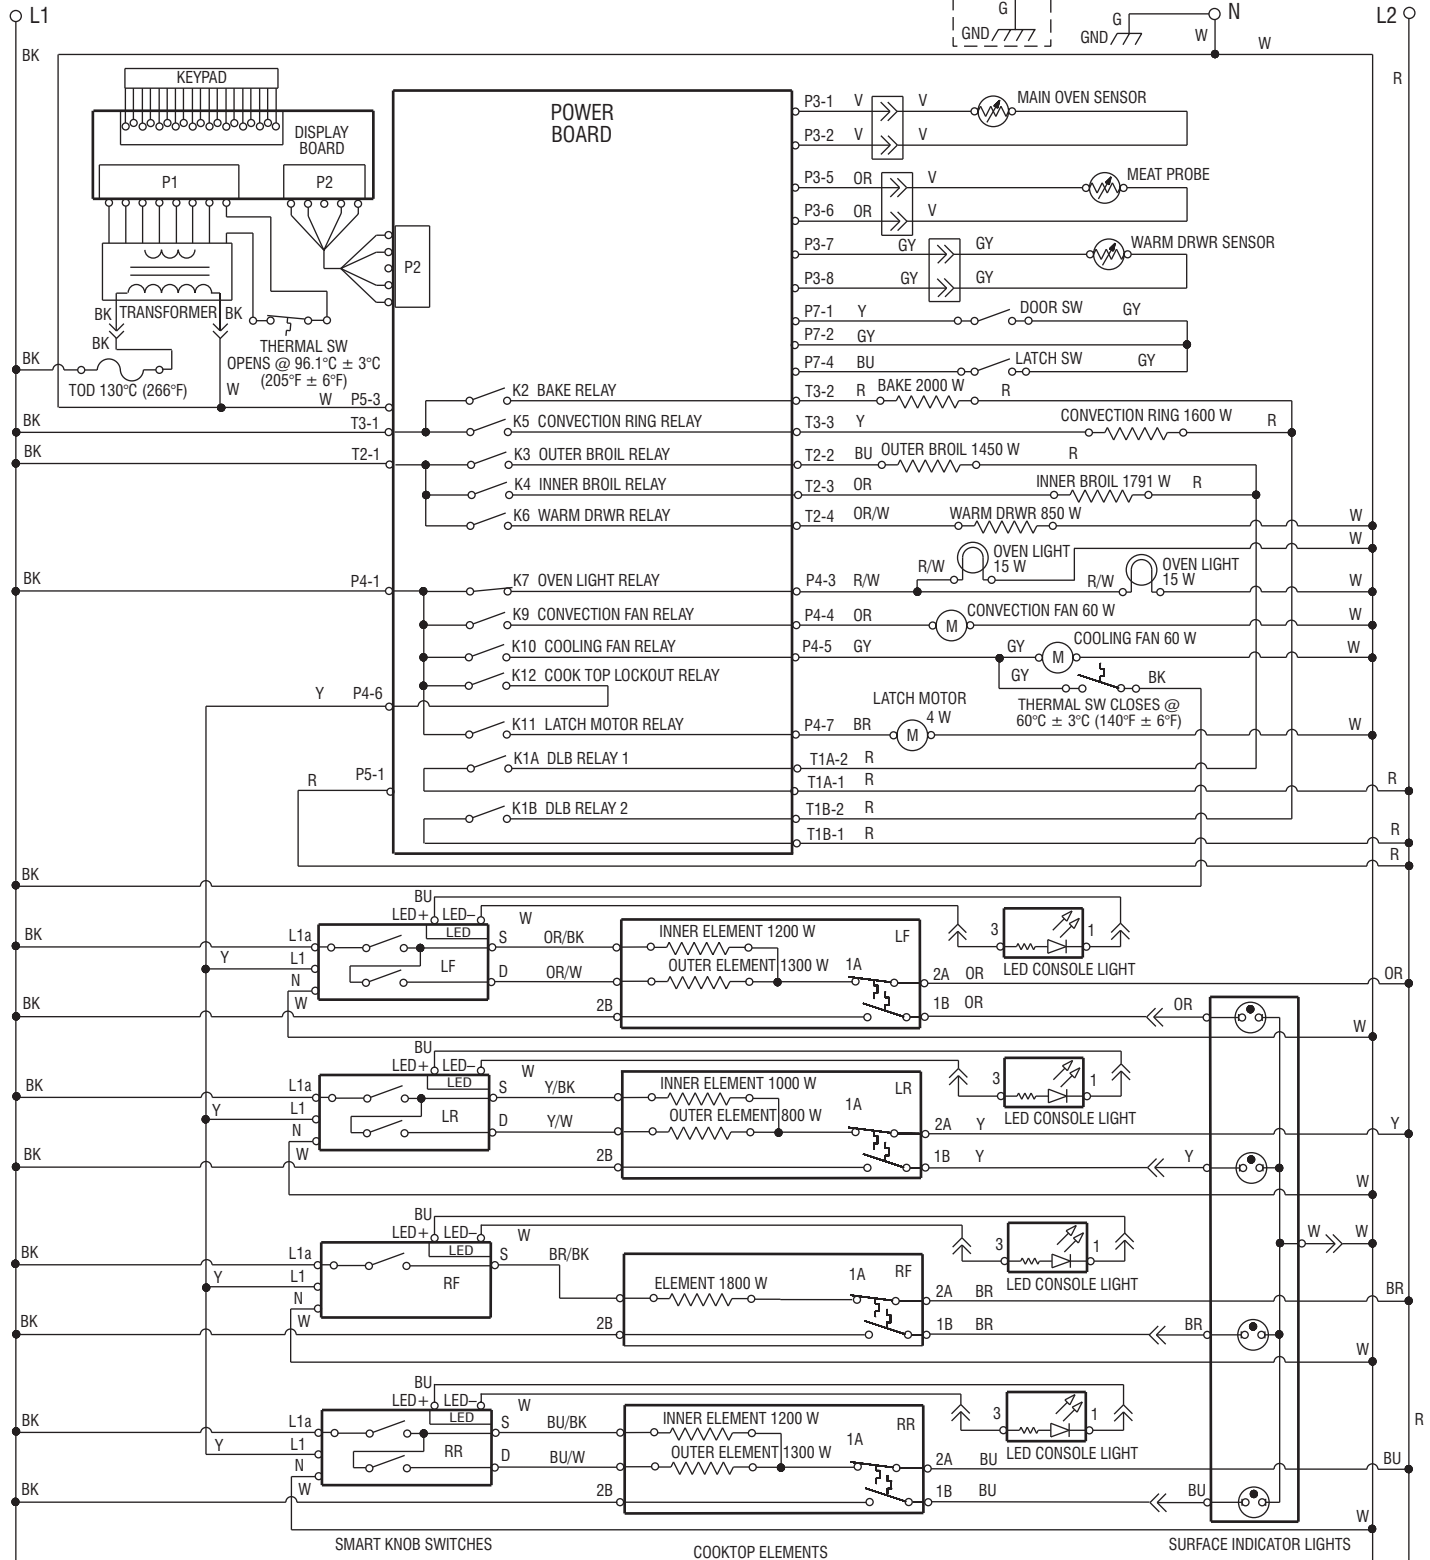 L1
G
GND
G
GND
N
W
W
L2
BK
R
KEYPAD
DISPLAY
BOARD
P1
P2
POWER
BOARD
P2
TRANSFORMER
BK
BK
BK
BK
THERMAL SW
OPENS @ 96.1°C ± 3°C
(205°F ± 6°F)
TOD 130°C (266°F)
W
P3-1 V V MAIN OVEN SENSOR
P3-2 V V
P3-5 OR V MEAT PROBE
P3-6 OR V
P3-7 GY GY WARM DRWR SENSOR
P3-8 GY GY
P7-1 Y DOOR SW GY
P7-2 GY
P7-4 BU LATCH SW GY
W P5-3 K2 BAKE RELAY T3-2 R BAKE 2000 W R
BK T3-1 K5 CONVECTION RING RELAY T3-3 Y CONVECTION RING 1600 W R
BK T2-1 K3 OUTER BROIL RELAY T2-2 BU OUTER BROIL 1450 W R
K4 INNER BROIL RELAY T2-3 OR INNER BROIL 1791 W R
K6 WARM DRWR RELAY T2-4 OR/W WARM DRWR 850 W W
R/W OVEN LIGHT
15 W W
BK P4-1 K7 OVEN LIGHT RELAY P4-3 R/W R/W OVEN LIGHT
15 W W
K9 CONVECTION FAN RELAY P4-4 OR M CONVECTION FAN 60 W W
K10 COOLING FAN RELAY P4-5 GY GY M COOLING FAN 60 W W
K12 COOK TOP LOCKOUT RELAY GY BK
THERMAL SW CLOSES @
60°C ± 3°C (140°F ± 6°F)
Y P4-6
LATCH MOTOR
4 W
K11 LATCH MOTOR RELAY P4-7 BR M W
K1A DLB RELAY 1 T1A-2 R
R P5-1 T1A-1 R R
K1B DLB RELAY 2 T1B-2 R
T1B-1 R R
R
BK
BU
LED+ LED– W
LED
BK L1a S OR/BK INNER ELEMENT 1200 W LF 3 1
LED CONSOLE LIGHT
Y L1 LF D OR/W OUTER ELEMENT 1300 W 1A 2A OR OR
N
BK W 2B 1B OR OR
W
BU
LED+ LED– W
LED
BK L1a S Y/BK INNER ELEMENT 1000 W LR 3 1
LED CONSOLE LIGHT
Y L1 LR D Y/W OUTER ELEMENT 800 W 1A 2A Y Y
N
BK W 2B 1B Y Y
W
BU
LED+ LED– W
LED
W W
BK L1a S BR/BK RF 3 1
LED CONSOLE LIGHT
Y L1 RF ELEMENT 1800 W 1A 2A BR BR
N
BK W 2B 1B BR BR
W
BU
LED+ LED– W
LED
BK L1a S BU/BK INNER ELEMENT 1200 W RR 3 1 R
LED CONSOLE LIGHT
Y L1 RR D BU/W OUTER ELEMENT 1300 W 1A 2A BU BU
N
BK W 2B 1B BU BU
W
SMART KNOB SWITCHES
COOKTOP ELEMENTS
SURFACE INDICATOR LIGHTS